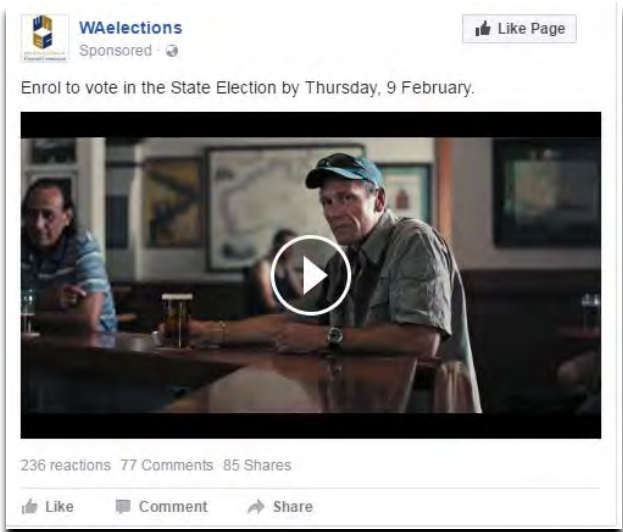 WAelections
Like Page
Sponsored ·
Enrol to vote in the State Election by Thursday, 9 February.
236 reactions 77 Comments 85 Shares
Like Comment Share